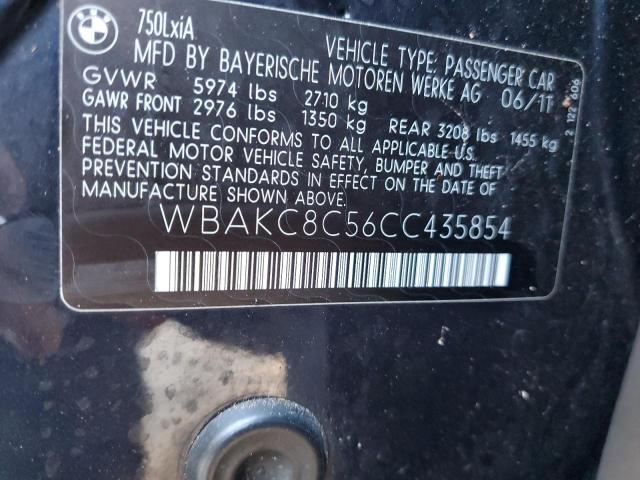 BMW
750LxiA
VEHICLE TYPE: PASSENGER CAR
MFD BY BAYERISCHE MOTOREN WERKE AG 06/11
GVWR 5974 lbs 2710 kg
GAWR FRONT 2976 lbs 1350 kg REAR 3208 lbs 1455 kg
THIS VEHICLE CONFORMS TO ALL APPLICABLE U.S.
FEDERAL MOTOR VEHICLE SAFETY, BUMPER AND THEFT
PREVENTION STANDARDS IN EFFECT ON THE DATE OF
MANUFACTURE SHOWN ABOVE.
WBAKC8C56CC435854